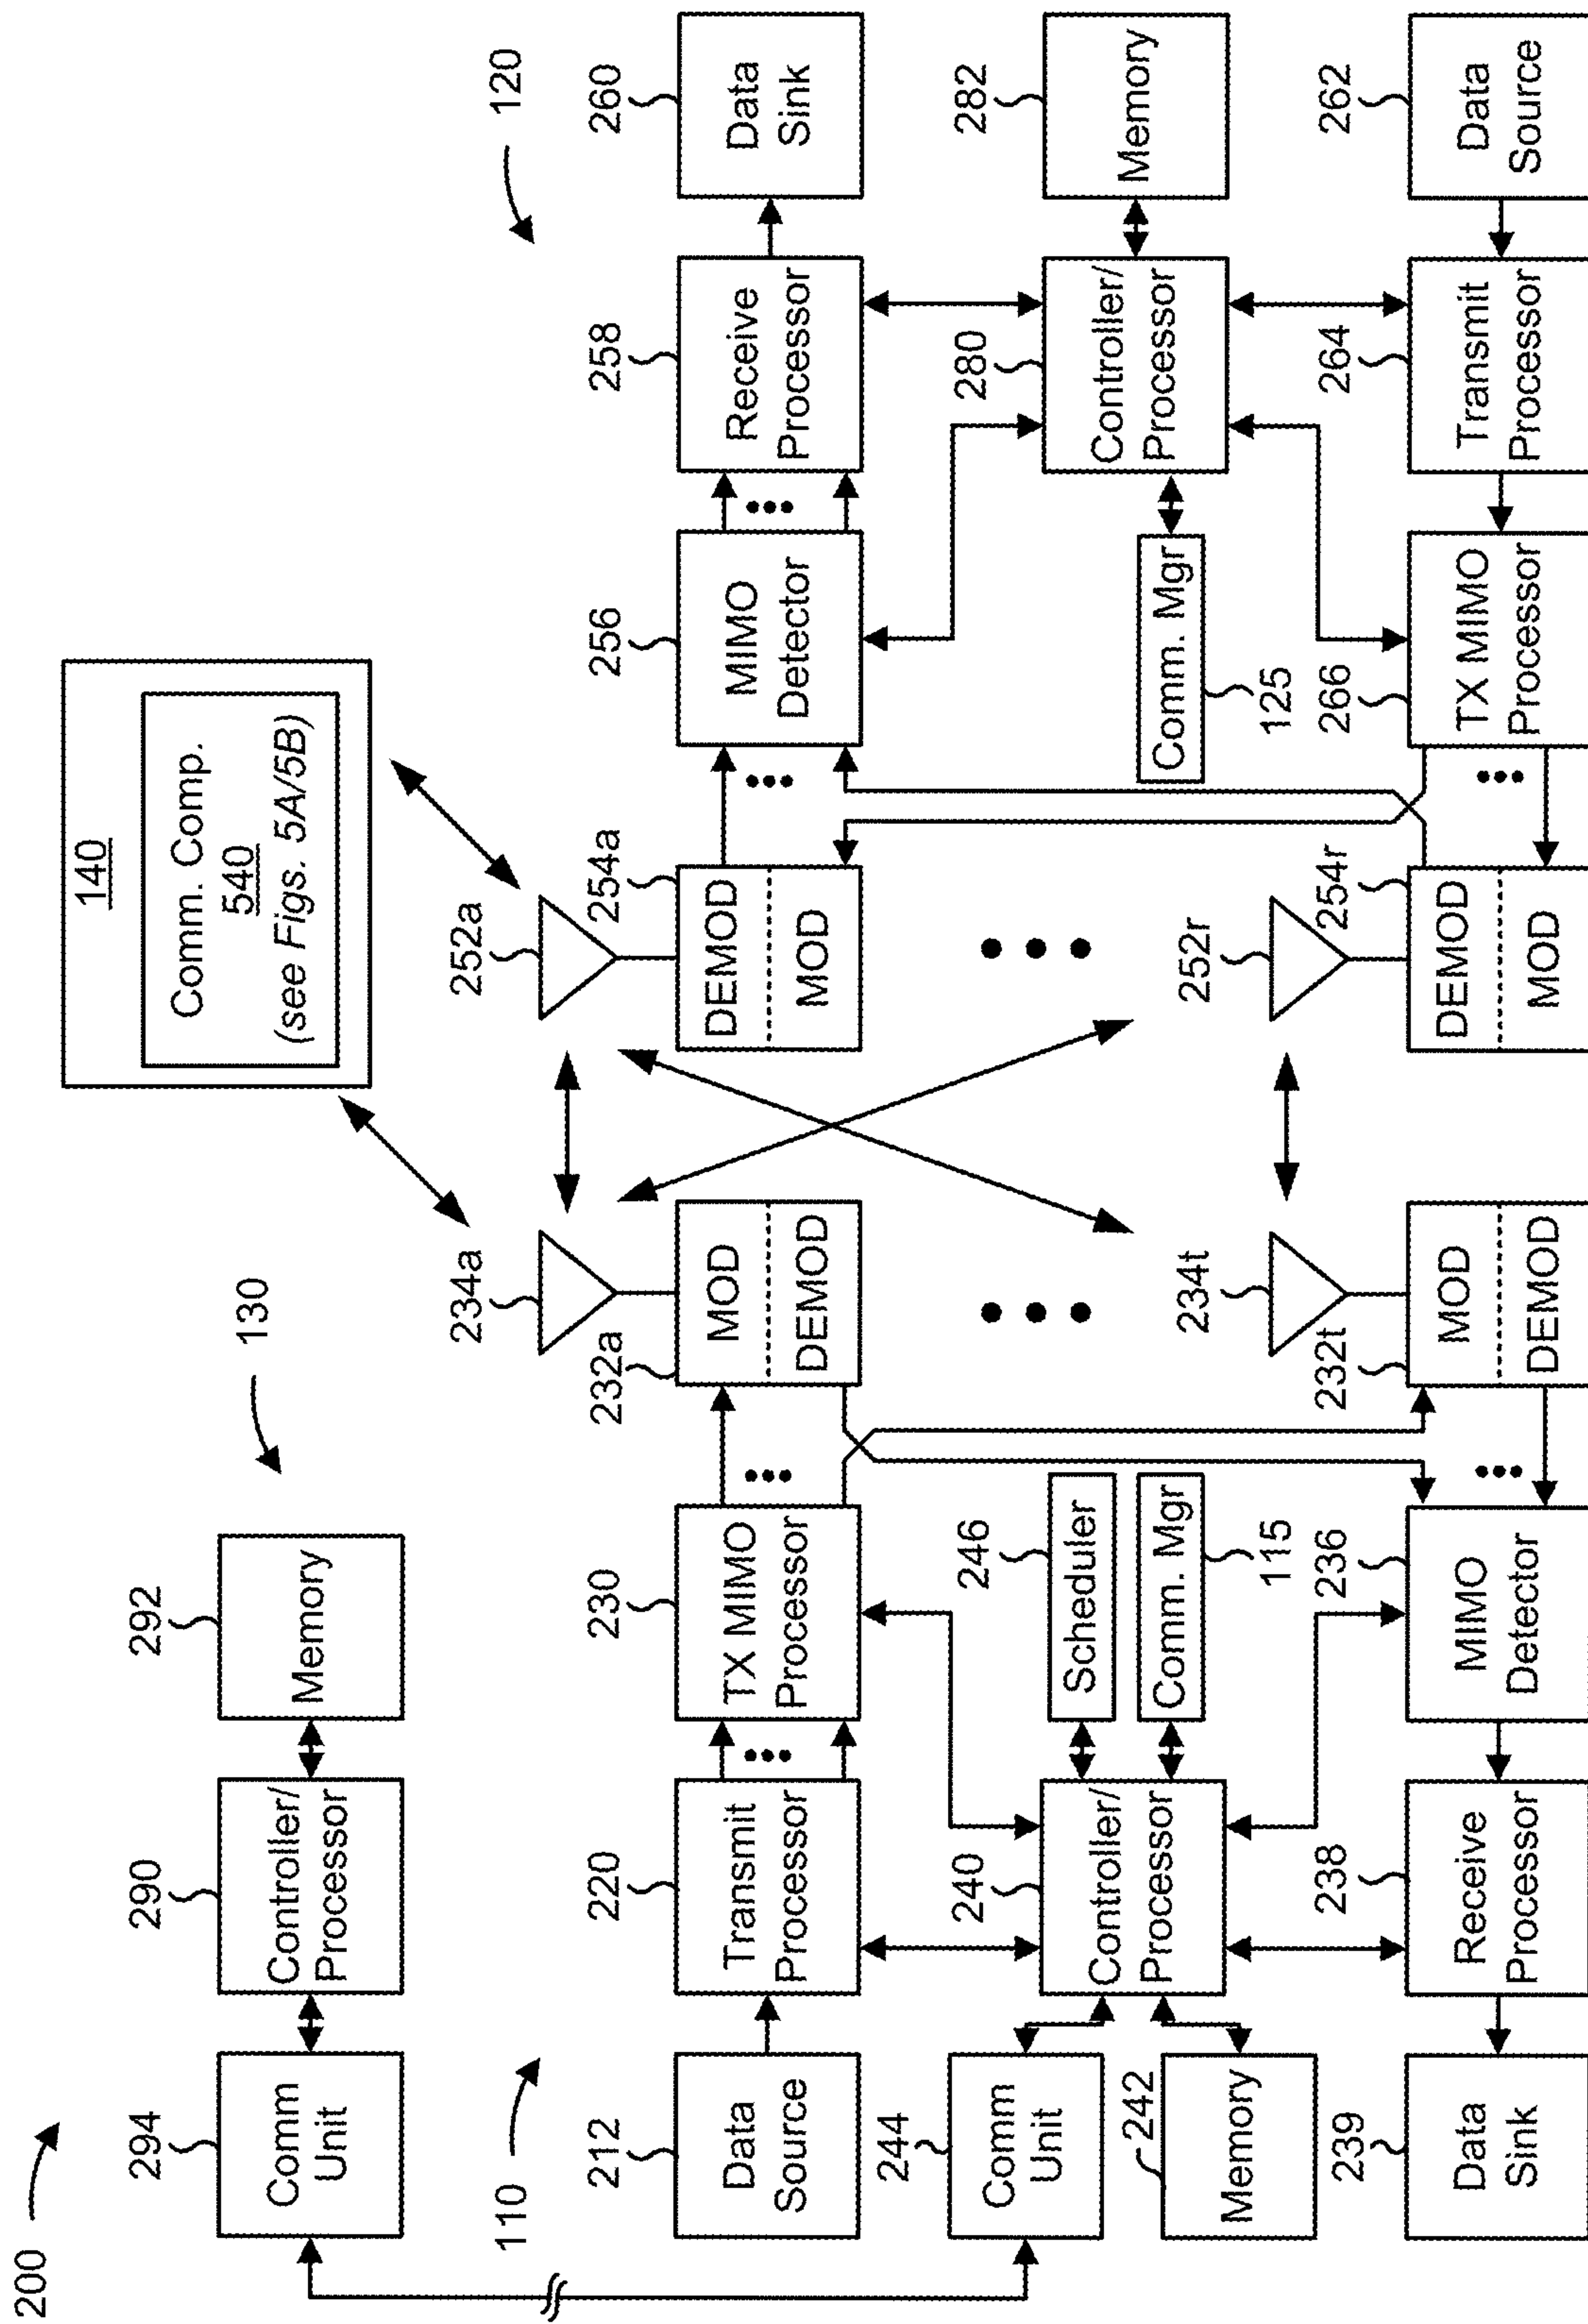 200
294
Comm
Unit
290
Controller/
Processor
292
Memory
130
140
Comm. Comp.
540
(see Figs. 5A/5B)
110
212
Data
Source
220
Transmit
Processor
230
TX MIMO
Processor
232a
MOD
DEMOD
234a
252a
254a
DEMOD
MOD
256
MIMO
Detector
258
Receive
Processor
260
Data
Sink
120
244
Comm
Unit
242
Memory
240
Controller/
Processor
246
Scheduler
Comm. Mgr
115
Comm. Mgr
125
280
Controller/
Processor
282
Memory
239
Data
Sink
238
Receive
Processor
236
MIMO
Detector
232t
MOD
DEMOD
234t
252r
254r
DEMOD
MOD
266
TX MIMO
Processor
264
Transmit
Processor
262
Data
Source